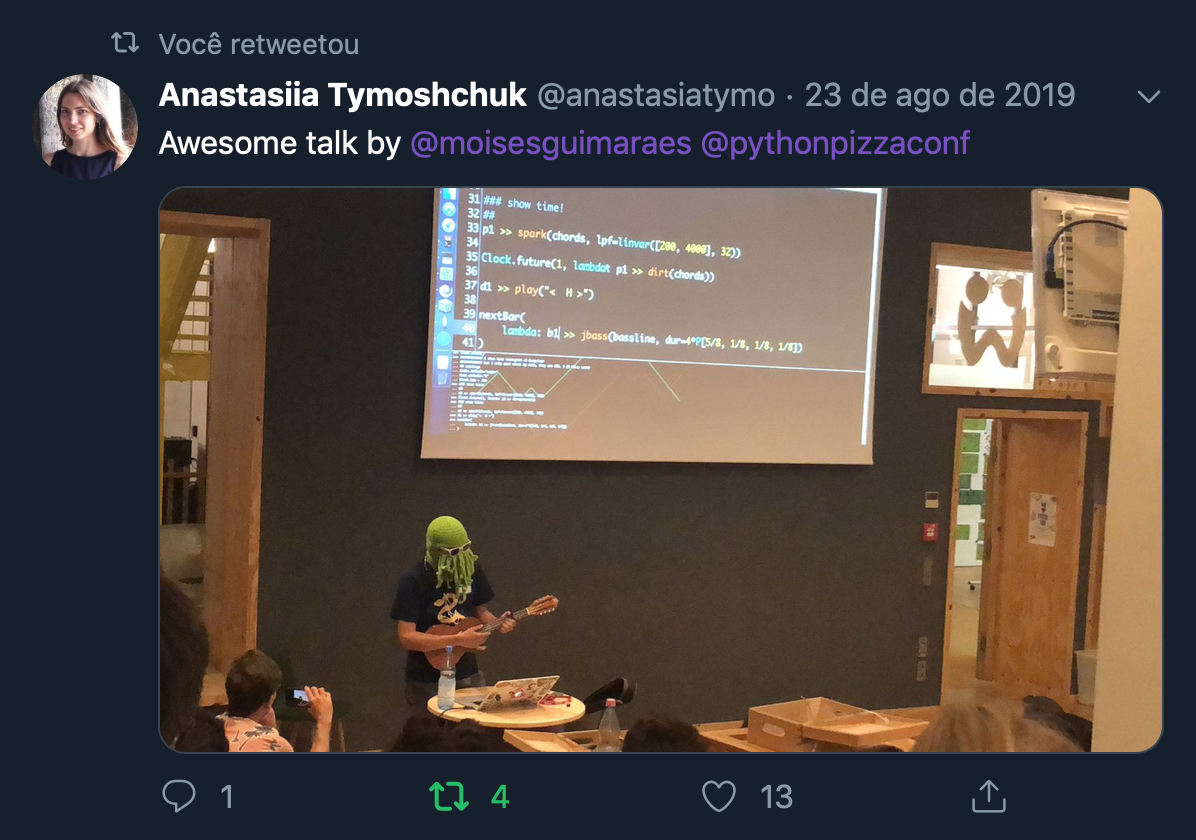 Você retweetou
Anastasiia Tymoshchuk @anastasiatymo · 23 de ago de 2019
Awesome talk by @moisesguimaraes @pythonpizzaconf
31 ### show time!
32 ##
33 p1 >> spark(chords, lpf=linvar([200, 4000], 32))
34
35 Clock.future(1, lambda: p1 >> dirt(chords))
36
37 d1 >> play("< H >")
38
39 nextBar(
40 lambda: b1 >> jbass(bassline, dur=4*P[5/8, 1/8, 1/8, 1/8])
41 )
1
4
13